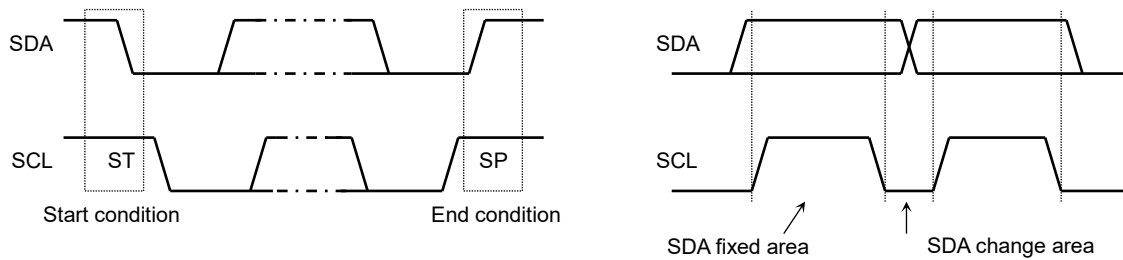 SDA
SCL
ST
SP
Start condition
End condition
SDA
SCL
SDA fixed area
SDA change area